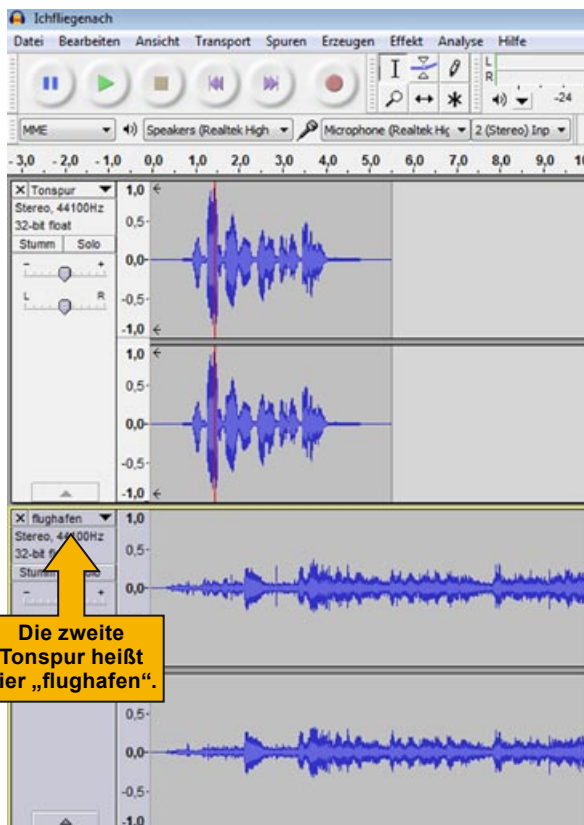 Ichfliegenach
Datei Bearbeiten Ansicht Transport Spuren Erzeugen Effekt Analyse Hilfe
L
R
-24
MME Speakers (Realtek High Microphone (Realtek Hig 2 (Stereo) Inp
- 3,0 - 2,0 - 1,0 0,0 1,0 2,0 3,0 4,0 5,0 6,0 7,0 8,0 9,0 1
Tonspur
Stereo, 44100Hz
32-bit float
Stumm Solo
- +
L R
1,0
0,5
0,0
-0,5
-1,0
1,0
0,5
0,0
-0,5
-1,0
flughafen
Stereo, 44100Hz
32-bit
- +
1,0
0,5
0,0
Die zweite
Tonspur heißt
ier „flughafen“.
0,5
0,0
-0,5
-1,0